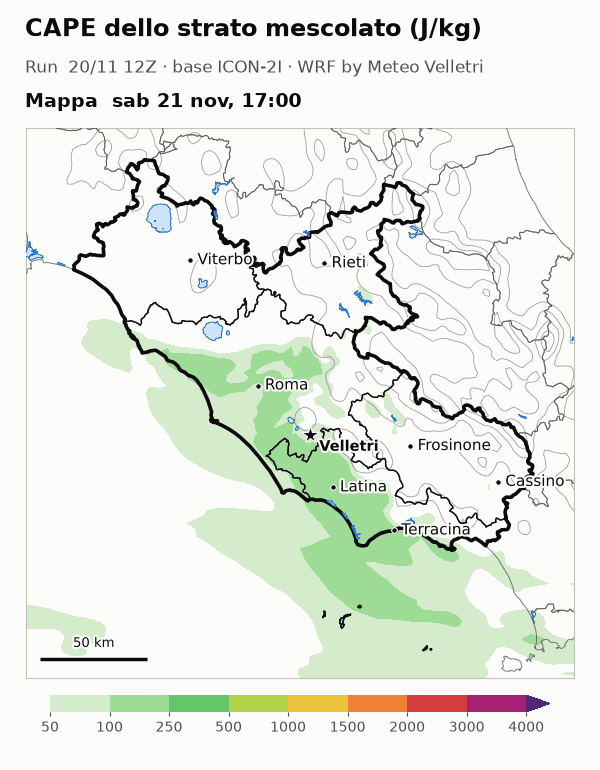 CAPE dello strato mescolato (J/kg)
Run  20/11 12Z · base ICON-2I · WRF by Meteo Velletri
Mappa  sab 21 nov, 17:00
Viterbo
Rieti
Roma
Velletri
Frosinone
Cassino
Latina
Terracina
50 km
50 100 250 500 1000 1500 2000 3000 4000